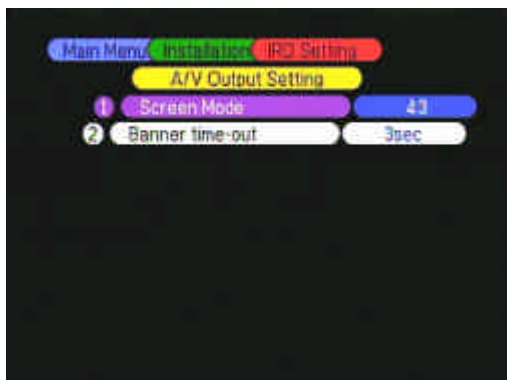 Main Menu Installation IRD Setting
A/V Output Setting
1 Screen Mode 4:3
2 Banner time-out 3sec